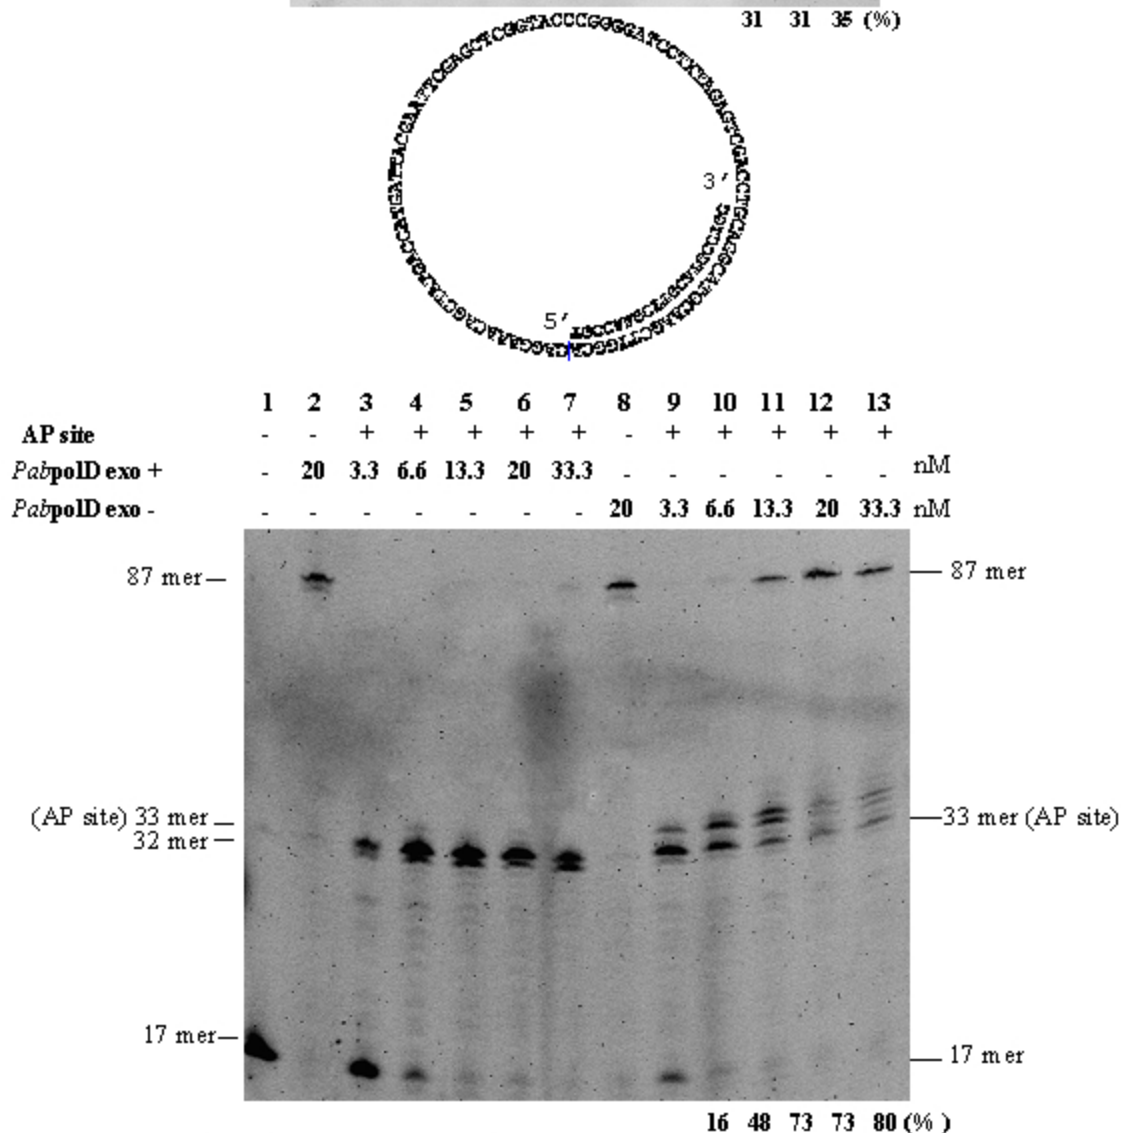 31 31 35 (%)
3′
5′
1 2 3 4 5 6 7 8 9 10 11 12 13
AP site - - + + + + + - + + + + +
PabpolD exo + - 20 3.3 6.6 13.3 20 33.3 - - - - - - nM
PabpolD exo - - - - - - - - 20 3.3 6.6 13.3 20 33.3 nM
87 mer 87 mer
(AP site) 33 mer 33 mer (AP site)
32 mer
17 mer 17 mer
16 48 73 73 80 (% )